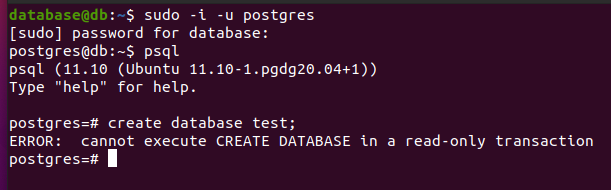 database@db:~$ sudo -i -u postgres
[sudo] password for database:
postgres@db:~$ psql
psql (11.10 (Ubuntu 11.10-1.pgdg20.04+1))
Type "help" for help.
postgres=# create database test;
ERROR:  cannot execute CREATE DATABASE in a read-only transaction
postgres=#